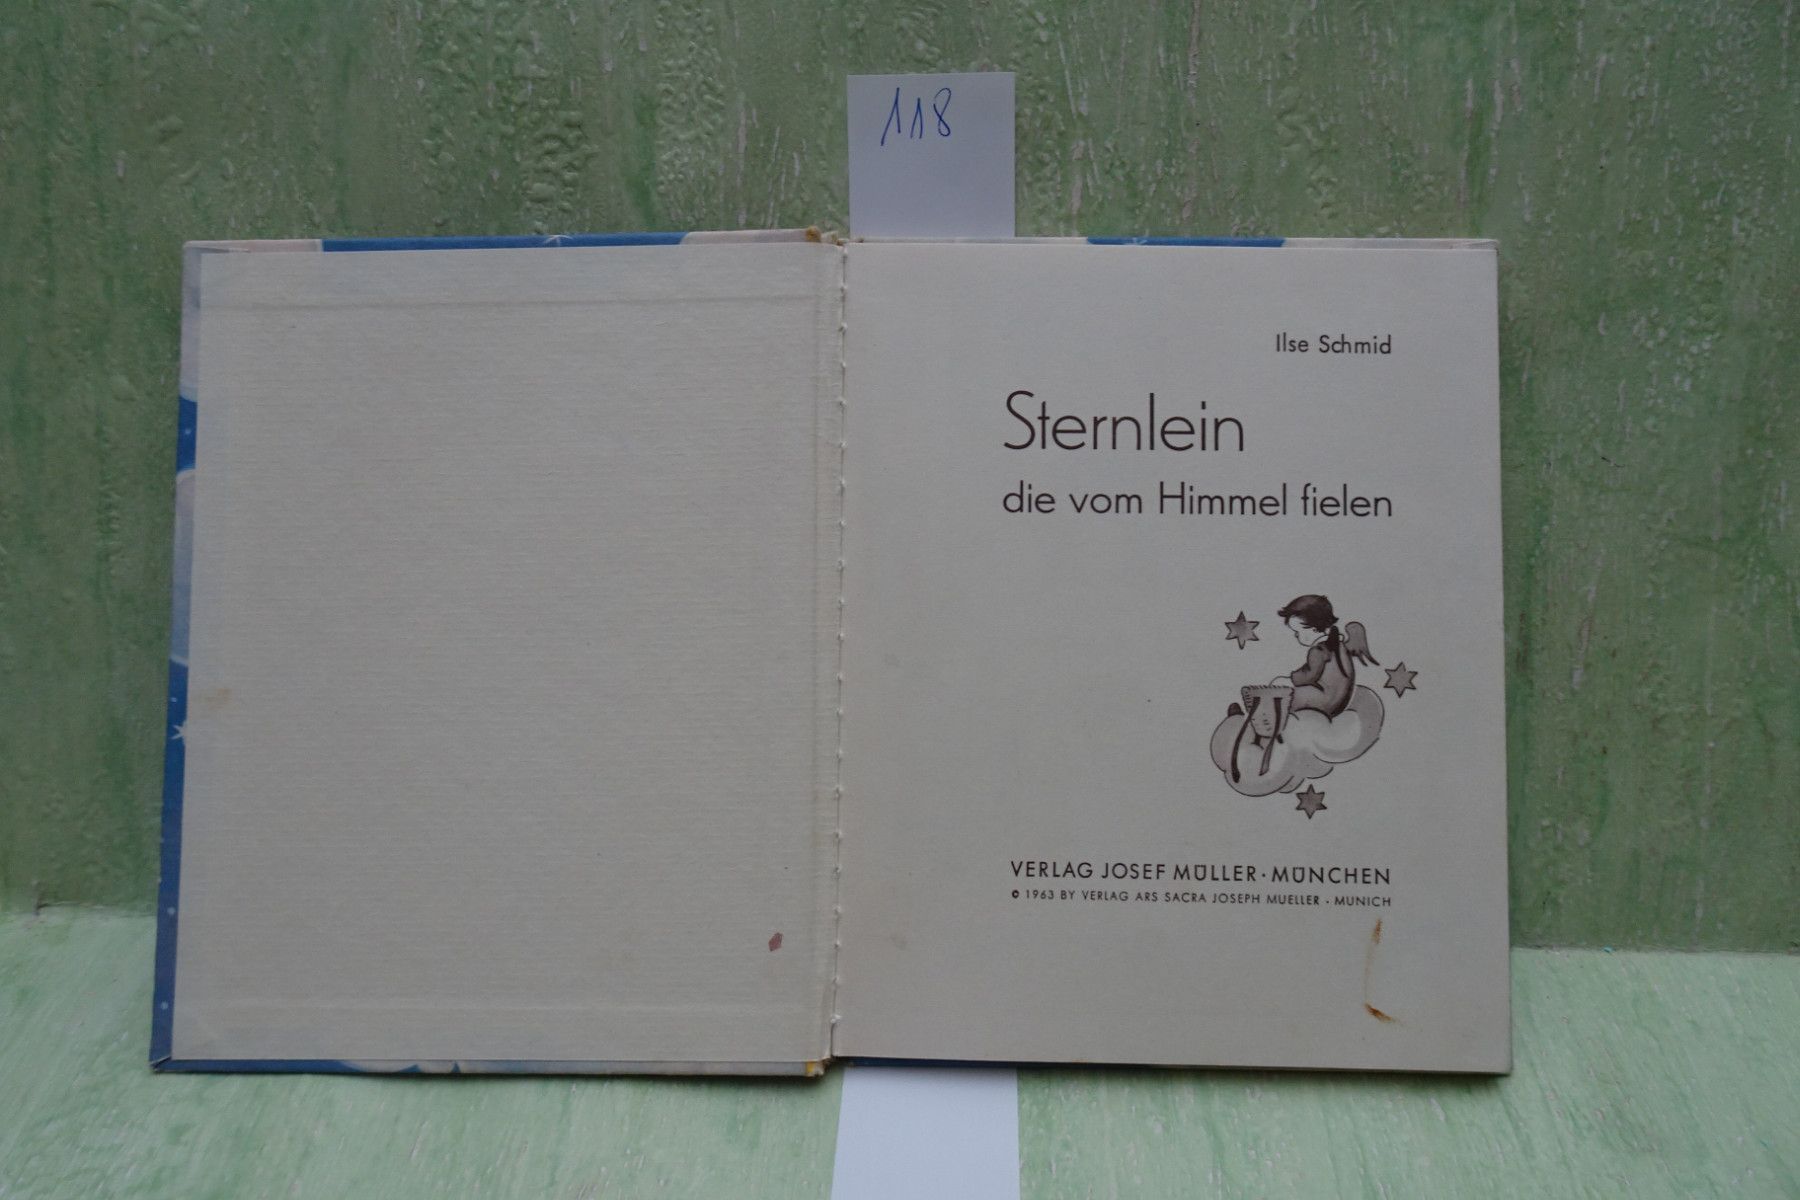 118
Ilse Schmid
Sternlein
die vom Himmel fielen
VERLAG JOSEF MÜLLER · MÜNCHEN
© 1963 BY VERLAG ARS SACRA JOSEPH MUELLER · MUNICH